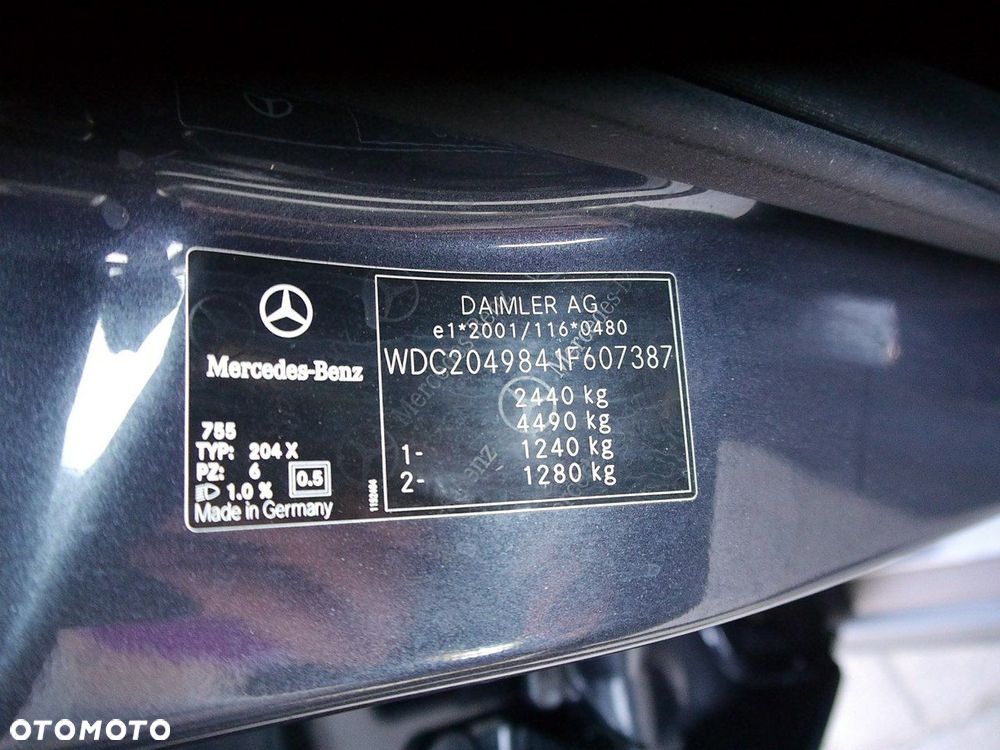 Mercedes-Benz
755
TYP: 204 X
PZ: 6
1.0 %
0.5
Made in Germany
DAIMLER AG
e1*2001/116*0480
WDC2049841F607387
2440 kg
4490 kg
1- 1240 kg
2- 1280 kg
OTOMOTO